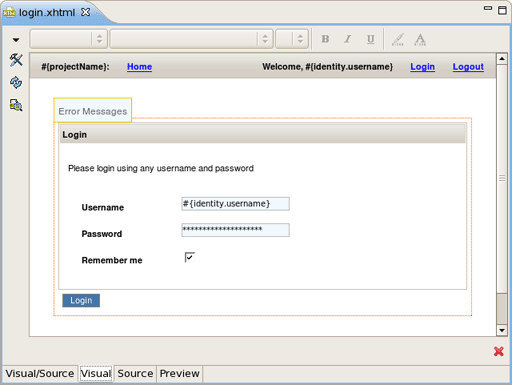 login.xhtml
B I U A
#{projectName}: Home Welcome, #{identity.username} Login Logout
Error Messages
Login
Please login using any username and password
Username #{identity.username}
Password ********************
Remember me
Login
Visual/Source Visual Source Preview